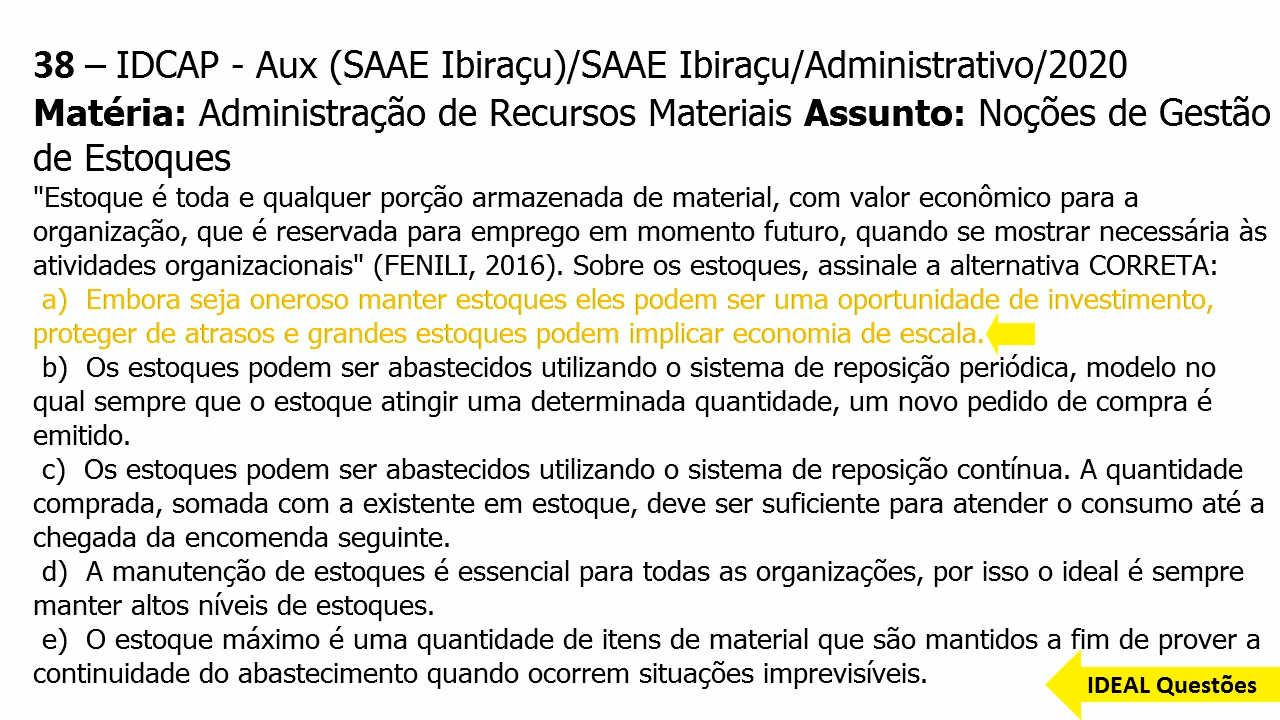 38 – IDCAP - Aux (SAAE Ibiraçu)/SAAE Ibiraçu/Administrativo/2020
Matéria: Administração de Recursos Materiais Assunto: Noções de Gestão
de Estoques
"Estoque é toda e qualquer porção armazenada de material, com valor econômico para a
organização, que é reservada para emprego em momento futuro, quando se mostrar necessária às
atividades organizacionais" (FENILI, 2016). Sobre os estoques, assinale a alternativa CORRETA:
a) Embora seja oneroso manter estoques eles podem ser uma oportunidade de investimento,
proteger de atrasos e grandes estoques podem implicar economia de escala.
b) Os estoques podem ser abastecidos utilizando o sistema de reposição periódica, modelo no
qual sempre que o estoque atingir uma determinada quantidade, um novo pedido de compra é
emitido.
c) Os estoques podem ser abastecidos utilizando o sistema de reposição contínua. A quantidade
comprada, somada com a existente em estoque, deve ser suficiente para atender o consumo até a
chegada da encomenda seguinte.
d) A manutenção de estoques é essencial para todas as organizações, por isso o ideal é sempre
manter altos níveis de estoques.
e) O estoque máximo é uma quantidade de itens de material que são mantidos a fim de prover a
continuidade do abastecimento quando ocorrem situações imprevisíveis.
IDEAL Questões